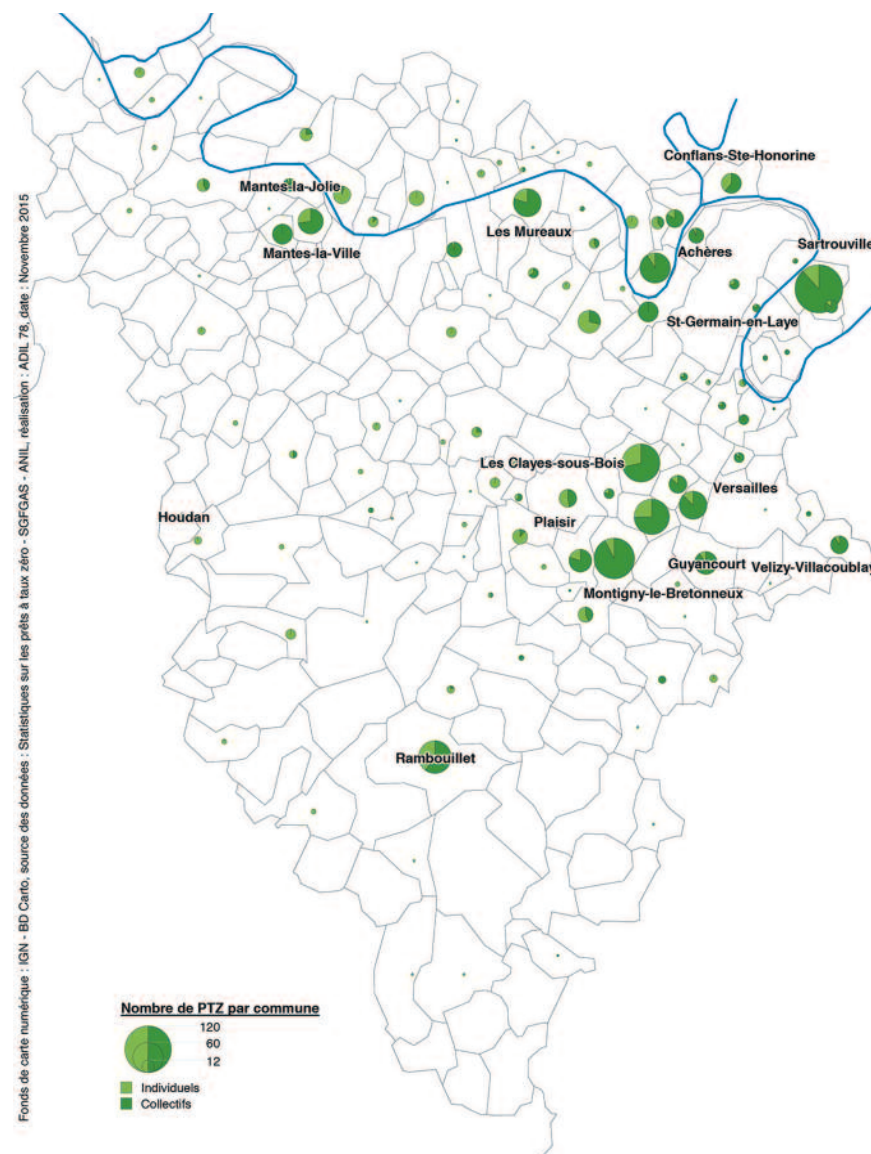 Conflans-Ste-Honorine
Mantes-la-Jolie
Sartrouville
Les Mureaux
Achères
Mantes-la-Ville
St-Germain-en-Laye
Les Clayes-sous-Bois
Versailles
Houdan
Plaisir
Guyancourt
Velizy-Villacoublay
Montigny-le-Bretonneux
Rambouillet
Nombre de PTZ par commune
120
60
12
Individuels
Collectifs
Fonds de carte numérique : IGN - BD Carto, source des données : Statistiques sur les prêts à taux zéro - SGFGAS - ANIL, réalisation : ADIL 78, date : Novembre 2015